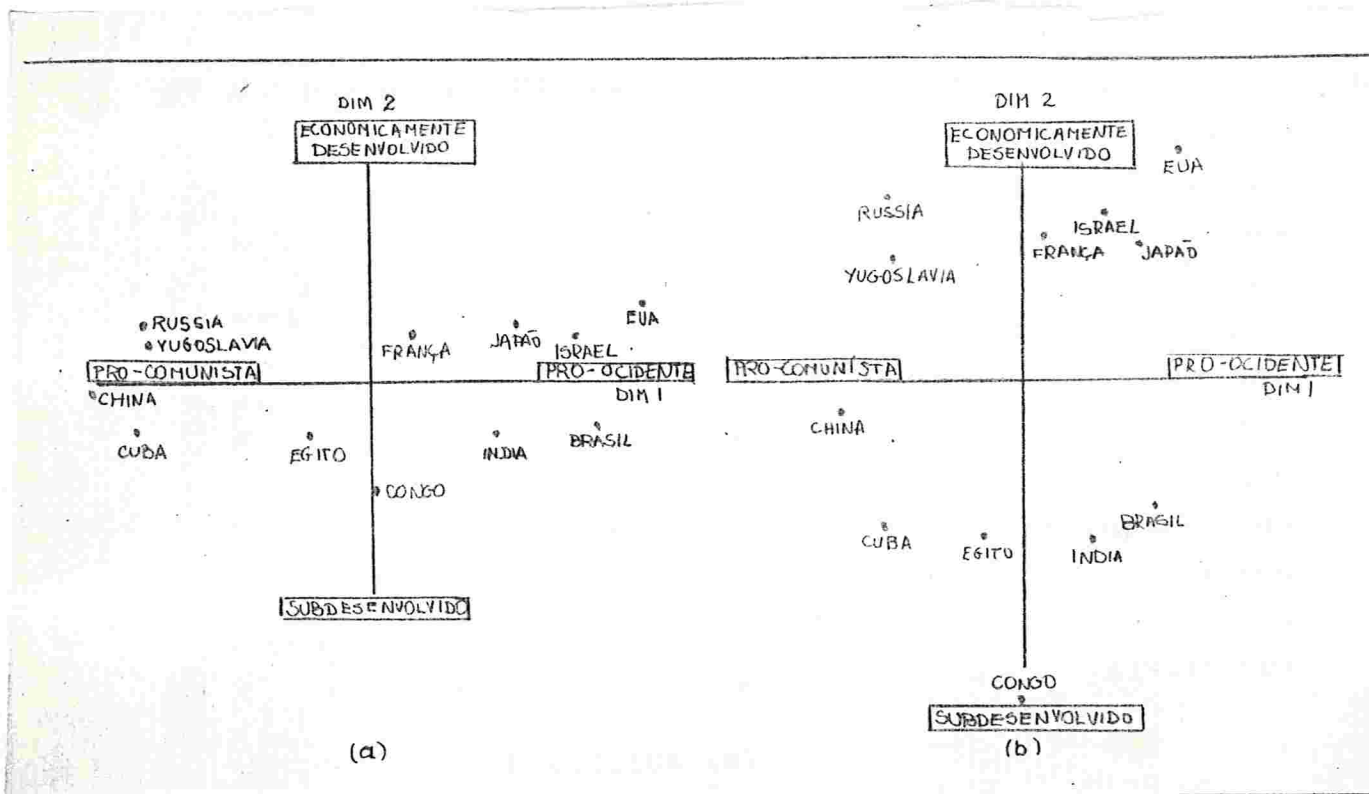 DIM 2
ECONOMICAMENTE
DESENVOLVIDO
RUSSIA
YUGOSLAVIA
FRANÇA
JAPÃO
ISRAEL
EUA
PRO-COMUNISTA
PRO-OCIDENTE
DIM 1
CHINA
CUBA
EGITO
INDIA
BRASIL
CONGO
SUBDESENVOLVIDO
(a)
DIM 2
ECONOMICAMENTE
DESENVOLVIDO
EUA
RUSSIA
ISRAEL
FRANÇA
JAPÃO
YUGOSLAVIA
PRO-COMUNISTA
PRO-OCIDENTE
DIM 1
CHINA
BRASIL
CUBA
EGITO
INDIA
CONGO
SUBDESENVOLVIDO
(b)